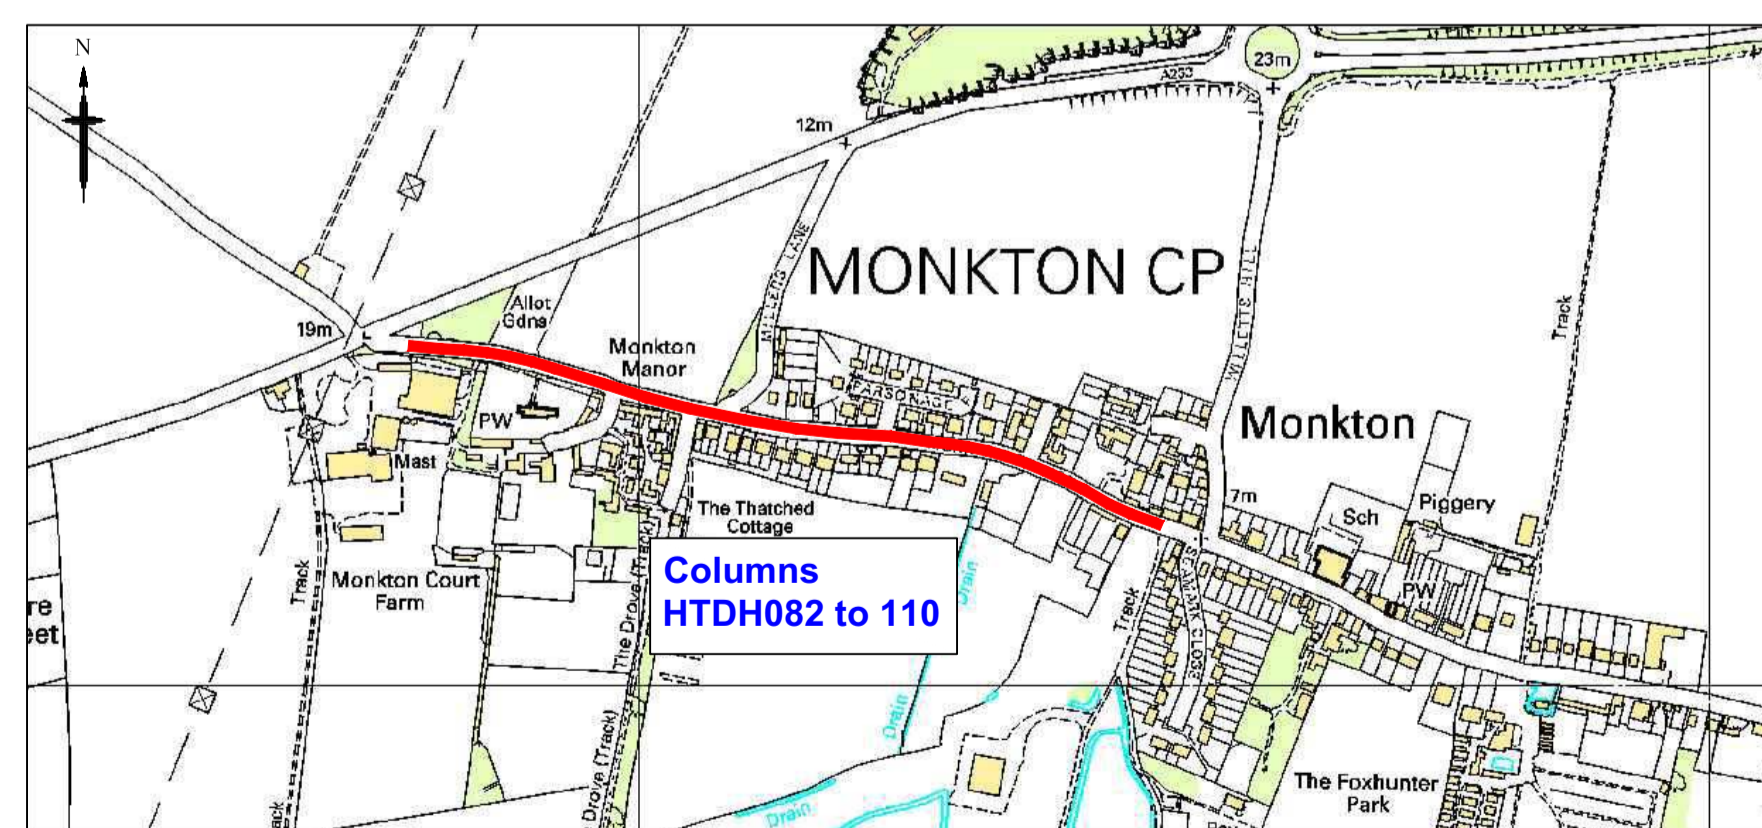 N
23m
A253
12m
MILLERS LANE
MONKTON CP
WILLETTS HILL
Track
Allot
Gdns
19m
Monkton
Manor
PARSONAGE
Monkton
PW
Mast
7m
Sch
Piggery
The Thatched
Cottage
Columns
HTDH082 to 110
Drain
Track
Monkton Court
Farm
The Drove (Track)
Track
PW
CLOSE
Drain
Drove (Track)
The Foxhunter
Park
Drain